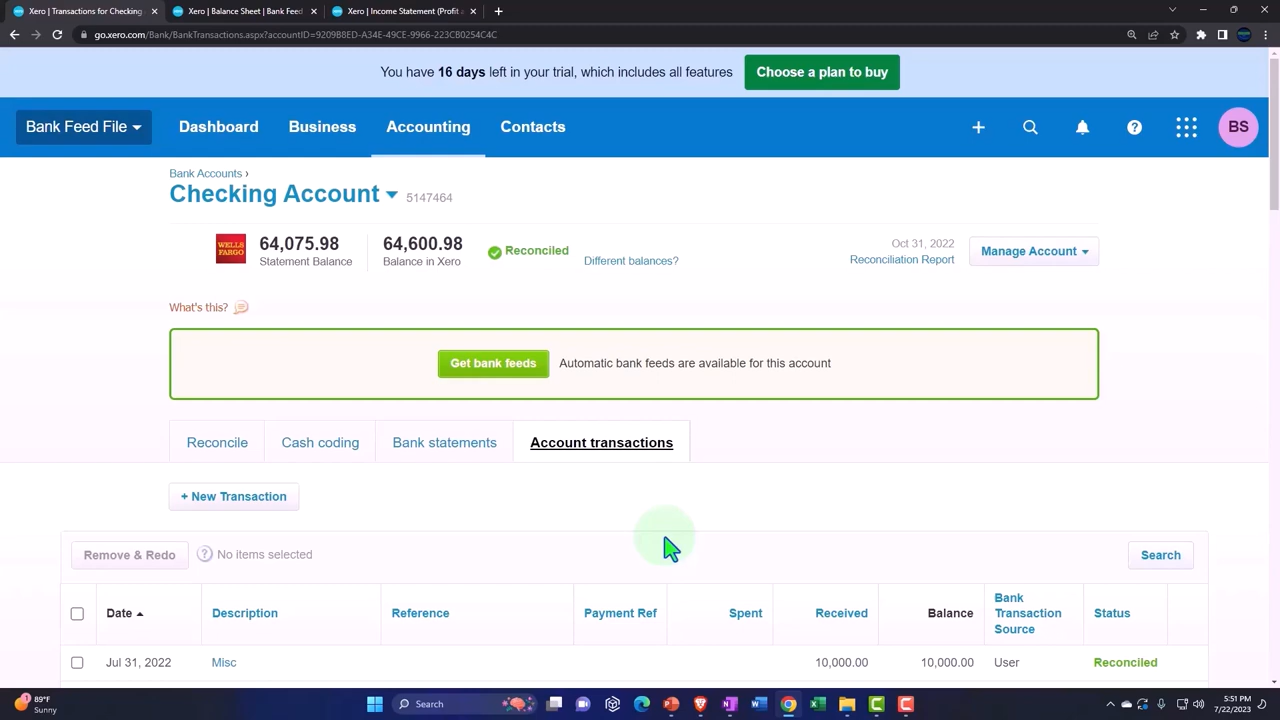 Xero | Transactions for Checking
Xero | Balance Sheet | Bank Feed
Xero | Income Statement (Profit a
go.xero.com/Bank/BankTransactions.aspx?accountID=9209B8ED-A34E-49CE-9966-223CB0254C4C
You have 16 days left in your trial, which includes all features
Choose a plan to buy
Bank Feed File
Dashboard
Business
Accounting
Contacts
BS
Bank Accounts ›
Checking Account
5147464
WELLS FARGO
64,075.98
Statement Balance
64,600.98
Balance in Xero
Reconciled
Different balances?
Oct 31, 2022
Reconciliation Report
Manage Account
What's this?
Get bank feeds
Automatic bank feeds are available for this account
Reconcile
Cash coding
Bank statements
Account transactions
+ New Transaction
Remove & Redo
? No items selected
Search
Date
Description
Reference
Payment Ref
Spent
Received
Balance
Bank Transaction Source
Status
Jul 31, 2022
Misc
10,000.00
10,000.00
User
Reconciled
89°F
Sunny
Search
5:51 PM
7/22/2023